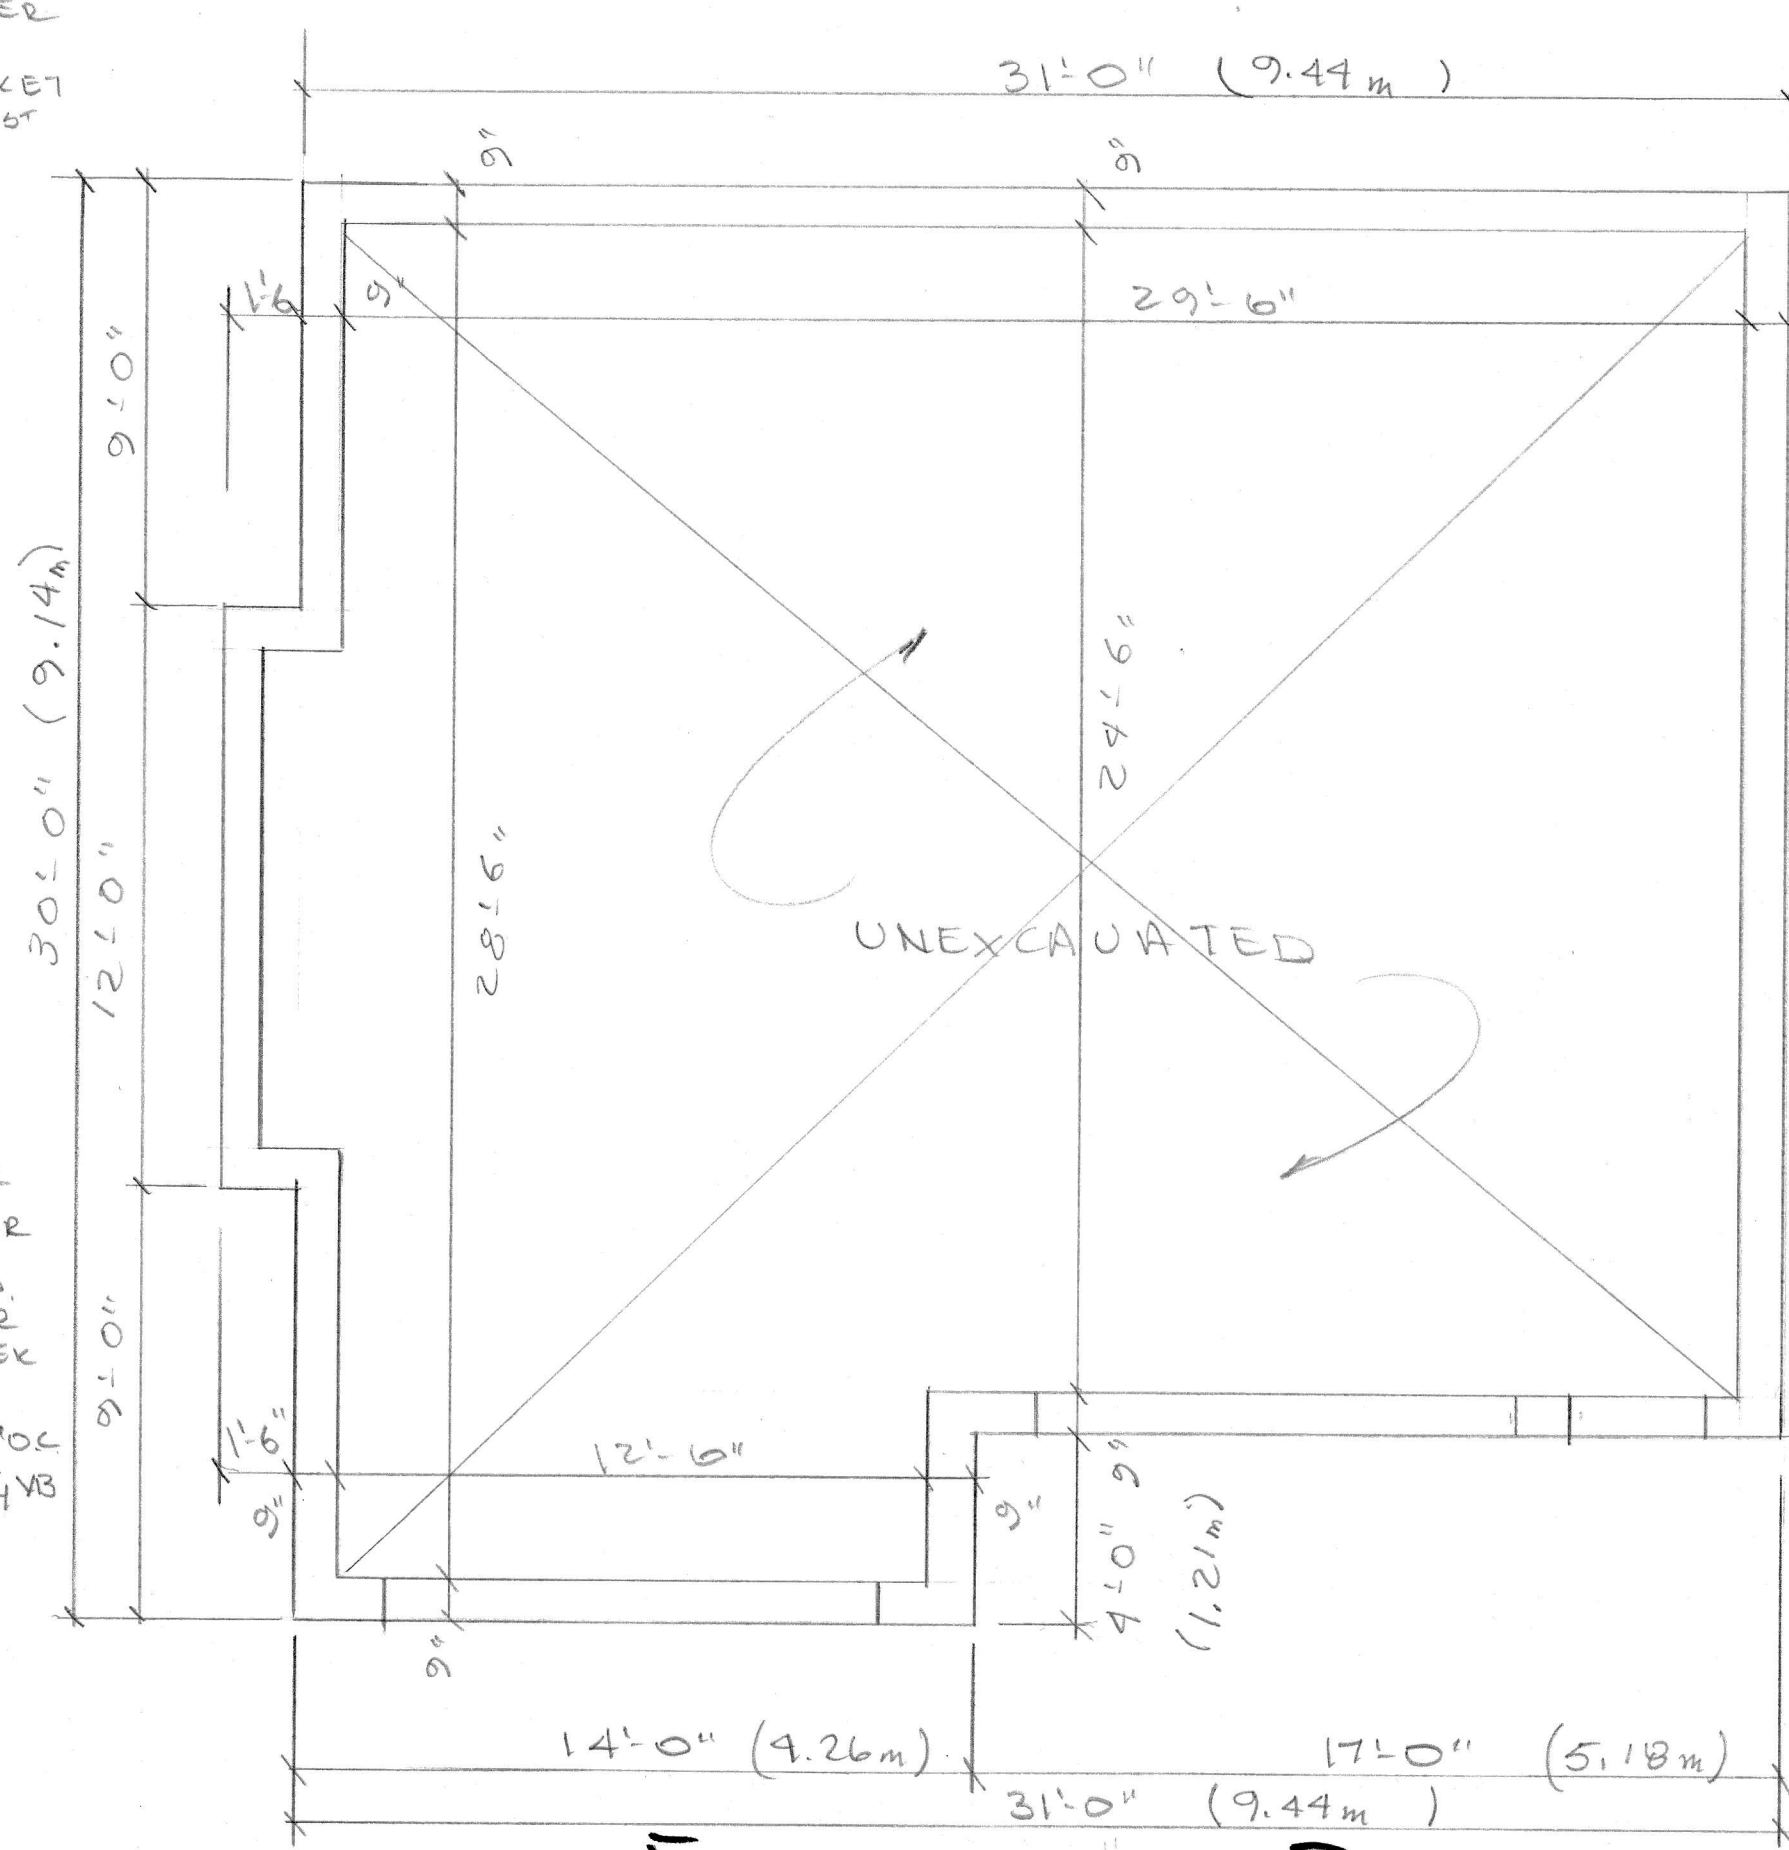 ER
31'-0" (9.44m)
9"
9"
1'-6
9"
29'-6"
9'-0"
30'-0" (9.14m)
12'-0"
24'-6"
28'-6"
UNEXCAVATED
R
9'-0"
1'-6"
12'-6"
9"
9"
9"
4'-0"
(1.21m)
9"
14'-0" (4.26m)
17'-0" (5.18m)
31'-0" (9.44m)